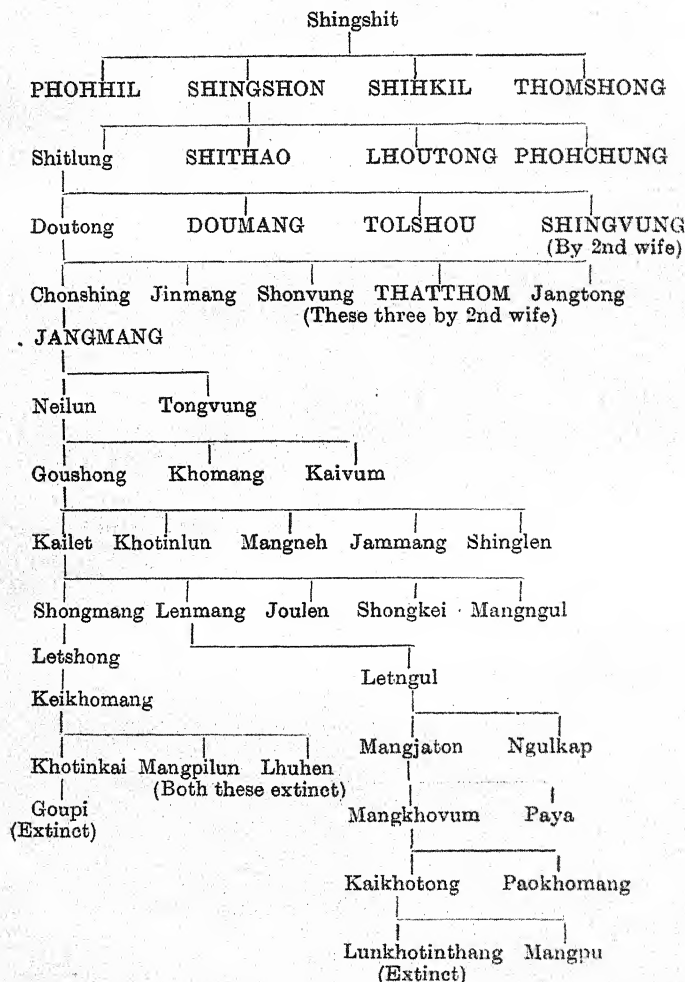 Shingshit
PHOHHIL SHINGSHON SHIHKIL THOMSHONG
Shitlung SHITHAO LHOUTONG PHOHCHUNG
Doutong DOUMANG TOLSHOU SHINGVUNG
(By 2nd wife)
Chonshing Jinmang Shonvung THATTHOM Jangtong
(These three by 2nd wife)
JANGMANG
Neilun Tongvung
Goushong Khomang Kaivum
Kailet Khotinlun Mangneh Jammang Shinglen
Shongmang Lenmang Joulen Shongkei Mangngul
Letshong
Letngul
Keikhomang
Mangjaton Ngulkap
Khotinkai Mangpilun Lhuhen
(Both these extinct)
Goupi
(Extinct)
Mangkhovum Paya
Kaikhotong Paokhomang
Lunkhotinthang Mangpu
(Extinct)